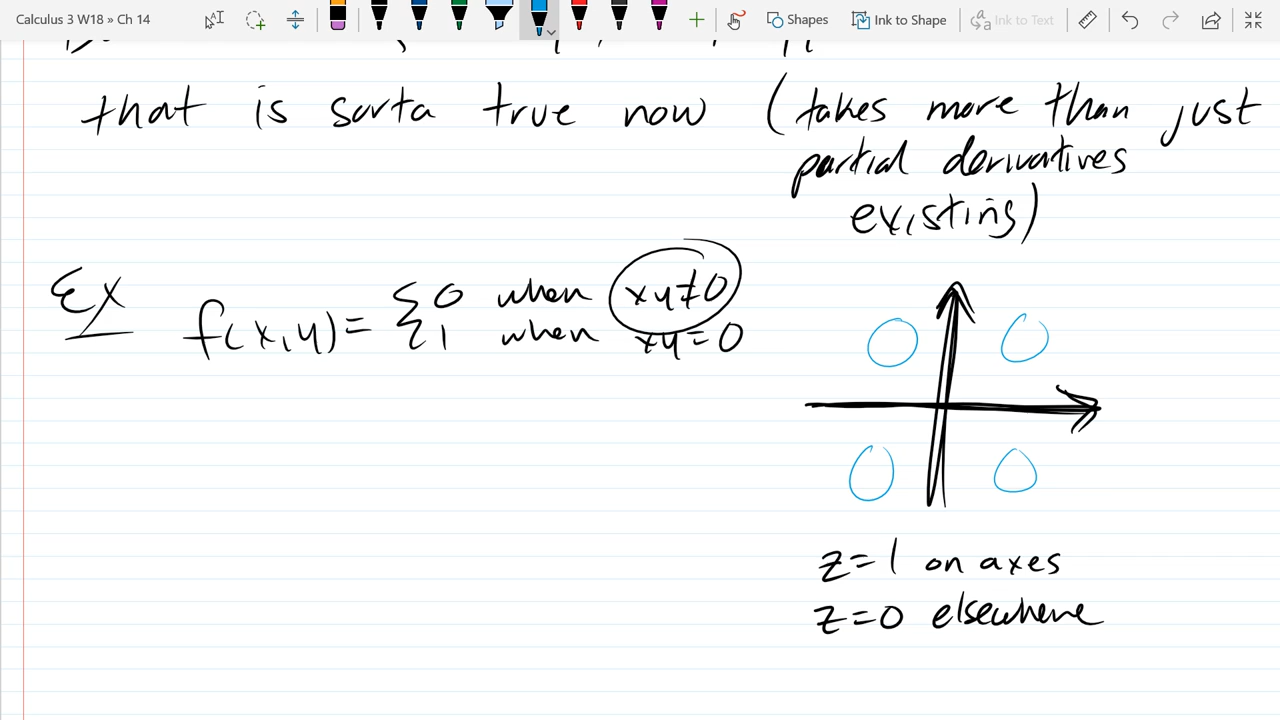 Calculus 3 W18 » Ch 14
Shapes
Ink to Shape
Ink to Text
that is sorta true now (takes more than just
partial derivatives
existing)
Ex
f(x,y)= { 0 when xy≠0
1 when xy=0
0 0
0 0
z=1 on axes
z=0 elsewhere